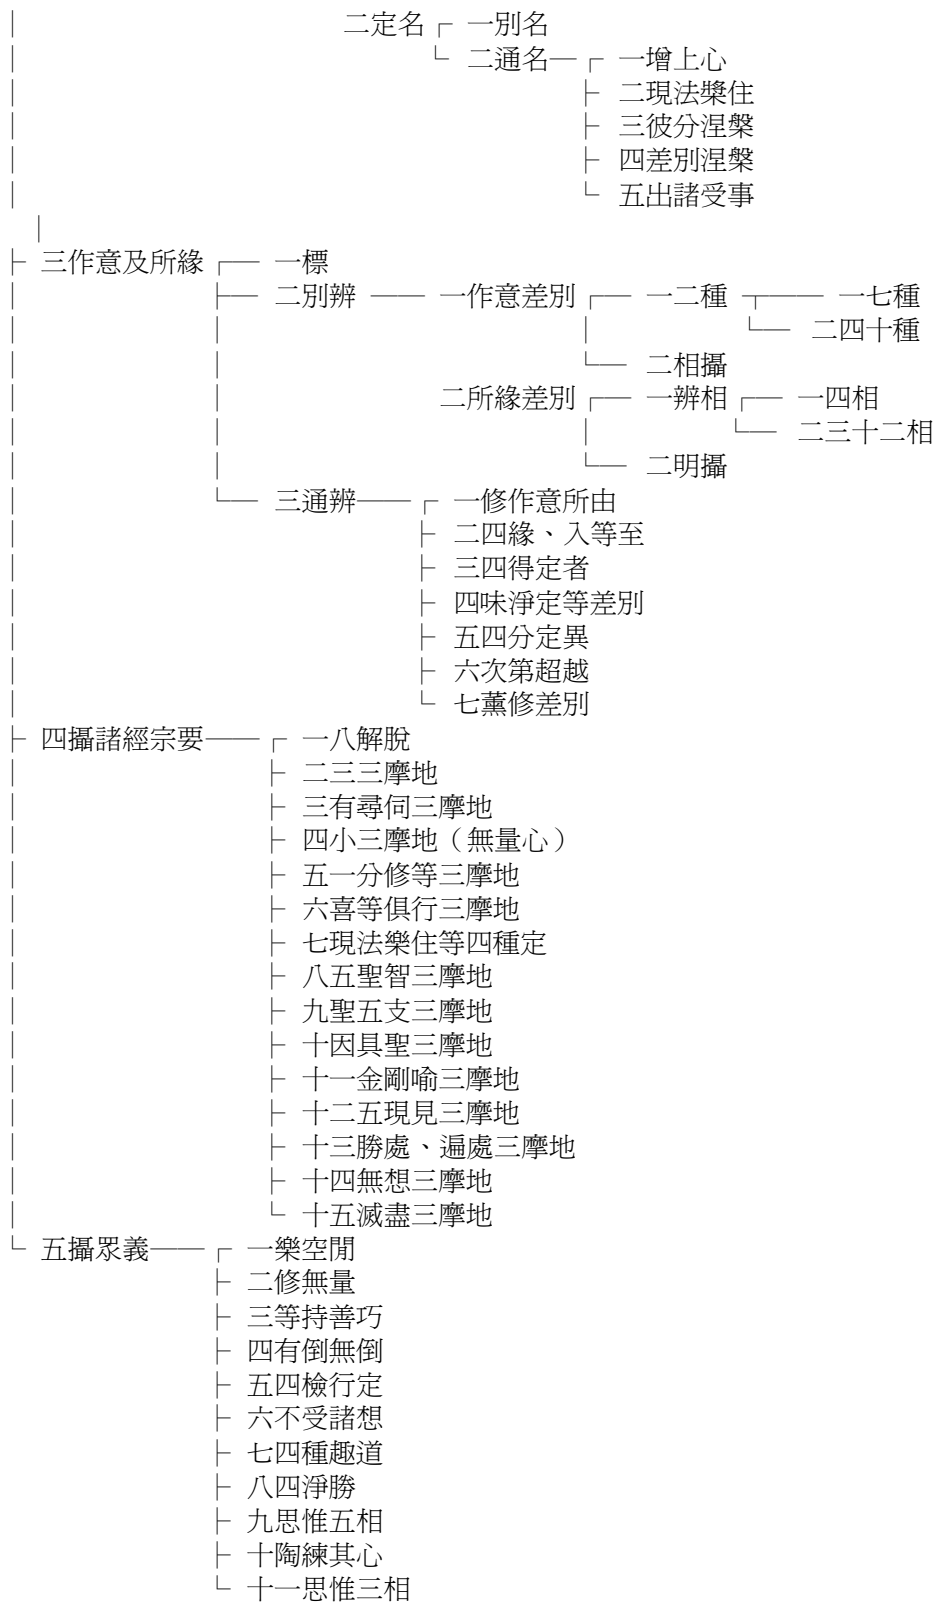 二定名 一別名
二通名 一增上心
二現法槳住
三彼分涅槃
四差別涅槃
五出諸受事
三作意及所緣 一標
二別辨 一作意差別 一二種 一七種
二四十種
二相攝
二所緣差別 一辨相 一四相
二三十二相
二明攝
三通辨 一修作意所由
二四緣、入等至
三四得定者
四味淨定等差別
五四分定異
六次第超越
七薰修差別
四攝諸經宗要 一八解脫
二三三摩地
三有尋伺三摩地
四小三摩地（無量心）
五一分修等三摩地
六喜等俱行三摩地
七現法樂住等四種定
八五聖智三摩地
九聖五支三摩地
十因具聖三摩地
十一金剛喻三摩地
十二五現見三摩地
十三勝處、遍處三摩地
十四無想三摩地
十五滅盡三摩地
五攝眾義 一樂空閒
二修無量
三等持善巧
四有倒無倒
五四檢行定
六不受諸想
七四種趣道
八四淨勝
九思惟五相
十陶練其心
十一思惟三相